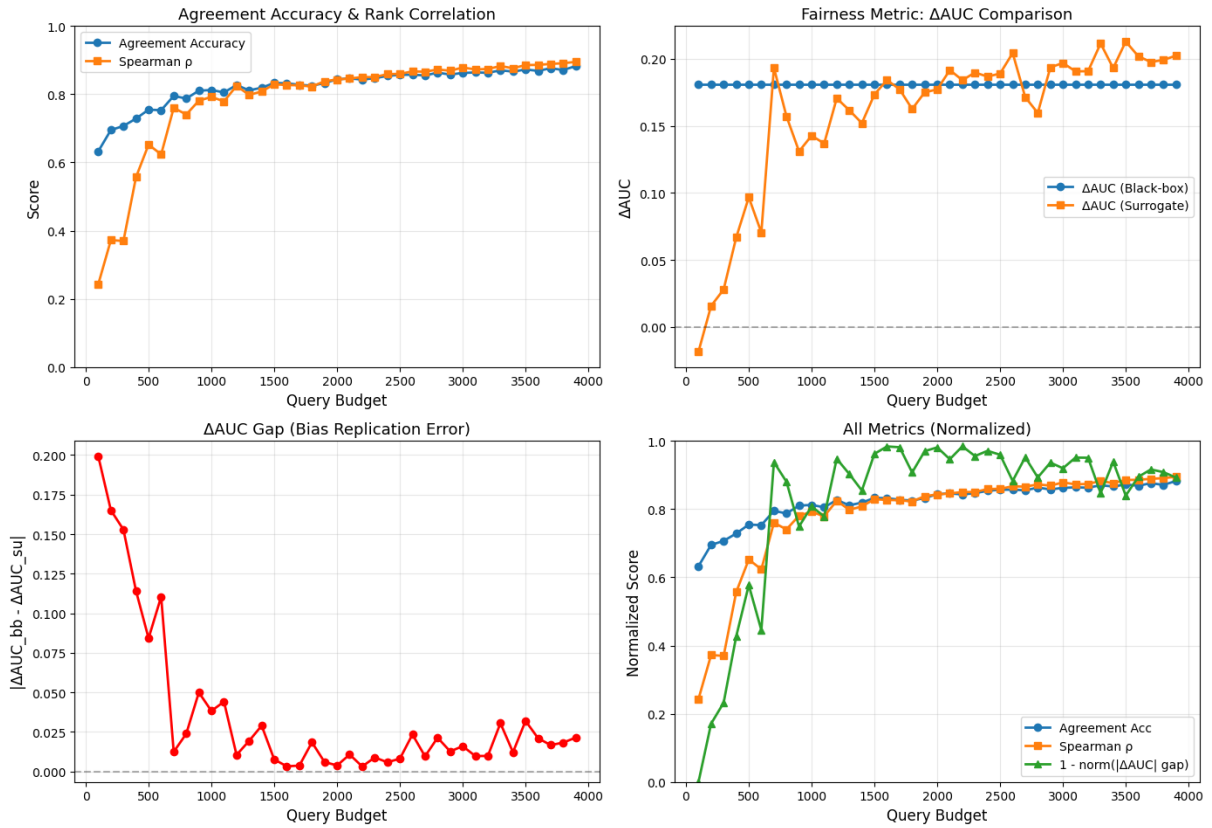 Agreement Accuracy & Rank Correlation
1.0
0.8
0.6
0.4
0.2
0.0
Score
Agreement Accuracy
Spearman ρ
0 500 1000 1500 2000 2500 3000 3500 4000
Query Budget
Fairness Metric: ΔAUC Comparison
0.20
0.15
0.10
0.05
0.00
ΔAUC
ΔAUC (Black-box)
ΔAUC (Surrogate)
0 500 1000 1500 2000 2500 3000 3500 4000
Query Budget
ΔAUC Gap (Bias Replication Error)
0.200
0.175
0.150
0.125
0.100
0.075
0.050
0.025
0.000
|ΔAUC_bb - ΔAUC_su|
0 500 1000 1500 2000 2500 3000 3500 4000
Query Budget
All Metrics (Normalized)
1.0
0.8
0.6
0.4
0.2
0.0
Normalized Score
Agreement Acc
Spearman ρ
1 - norm(|ΔAUC| gap)
0 500 1000 1500 2000 2500 3000 3500 4000
Query Budget